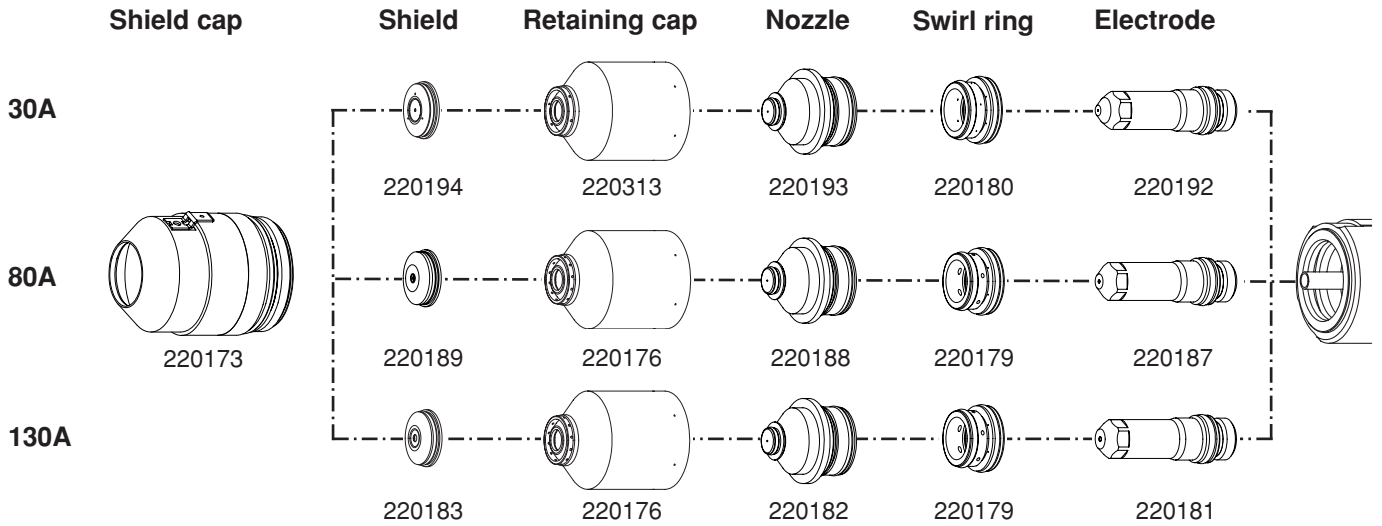 Shield cap Shield Retaining cap Nozzle Swirl ring Electrode
30A
220194 220313 220193 220180 220192
80A
220173 220189 220176 220188 220179 220187
130A
220183 220176 220182 220179 220181